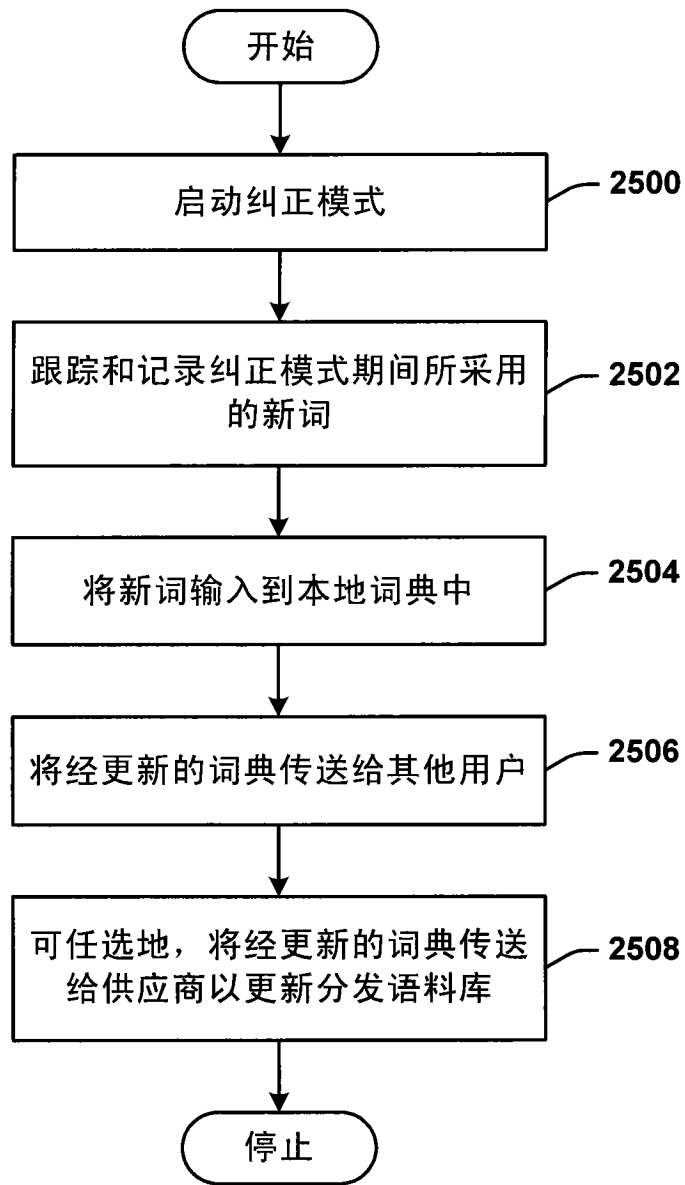 开始
启动纠正模式
2500
跟踪和记录纠正模式期间所采用
的新词
2502
将新词输入到本地词典中
2504
将经更新的词典传送给其他用户
2506
可任选地，将经更新的词典传送
给供应商以更新分发语料库
2508
停止